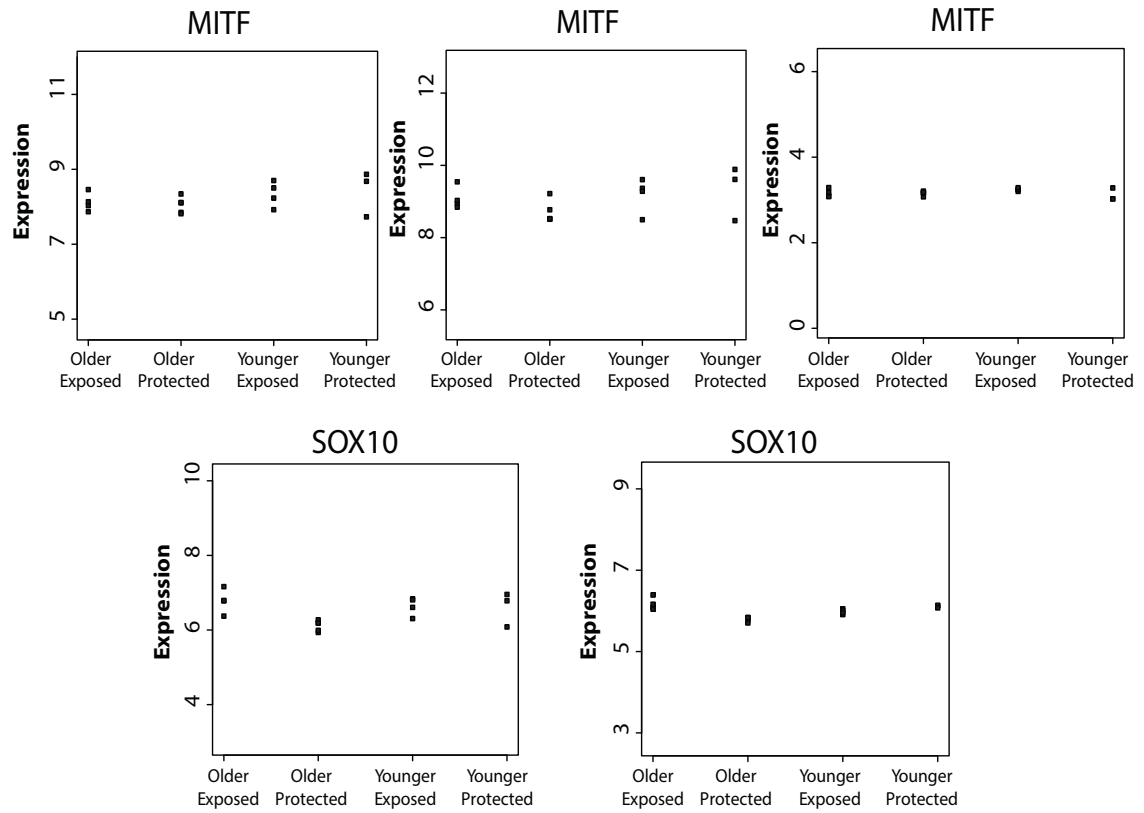 MITF
Expression
11
9
7
5
Older Exposed
Older Protected
Younger Exposed
Younger Protected
MITF
Expression
12
10
8
6
Older Exposed
Older Protected
Younger Exposed
Younger Protected
MITF
Expression
6
4
2
0
Older Exposed
Older Protected
Younger Exposed
Younger Protected
SOX10
Expression
10
8
6
4
Older Exposed
Older Protected
Younger Exposed
Younger Protected
SOX10
Expression
9
7
5
3
Older Exposed
Older Protected
Younger Exposed
Younger Protected